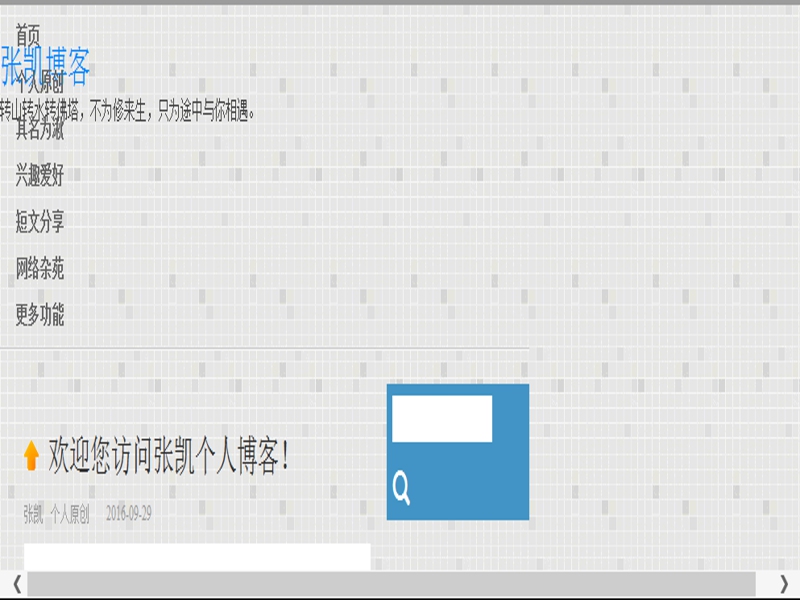 首页
张凯博客
个人原创
转山转水转佛塔，不为修来生，只为途中与你相遇。
其名为溆
兴趣爱好
短文分享
网络杂苑
更多功能
欢迎您访问张凯个人博客！
张凯 个人原创 2016-09-29